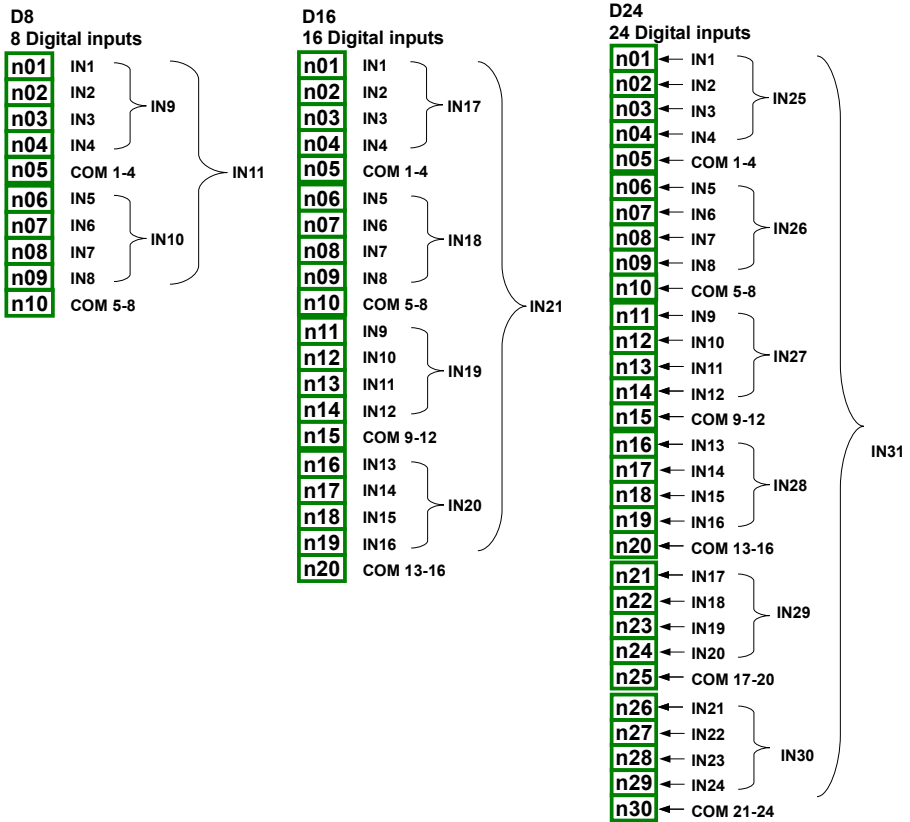 D8
8 Digital inputs
n01 IN1
n02 IN2
n03 IN3
n04 IN4
n05 COM 1-4
n06 IN5
n07 IN6
n08 IN7
n09 IN8
n10 COM 5-8
IN9
IN10
IN11
D16
16 Digital inputs
n01 IN1
n02 IN2
n03 IN3
n04 IN4
n05 COM 1-4
n06 IN5
n07 IN6
n08 IN7
n09 IN8
n10 COM 5-8
n11 IN9
n12 IN10
n13 IN11
n14 IN12
n15 COM 9-12
n16 IN13
n17 IN14
n18 IN15
n19 IN16
n20 COM 13-16
IN17
IN18
IN19
IN20
IN21
D24
24 Digital inputs
n01 IN1
n02 IN2
n03 IN3
n04 IN4
n05 COM 1-4
n06 IN5
n07 IN6
n08 IN7
n09 IN8
n10 COM 5-8
n11 IN9
n12 IN10
n13 IN11
n14 IN12
n15 COM 9-12
n16 IN13
n17 IN14
n18 IN15
n19 IN16
n20 COM 13-16
n21 IN17
n22 IN18
n23 IN19
n24 IN20
n25 COM 17-20
n26 IN21
n27 IN22
n28 IN23
n29 IN24
n30 COM 21-24
IN25
IN26
IN27
IN28
IN29
IN30
IN31